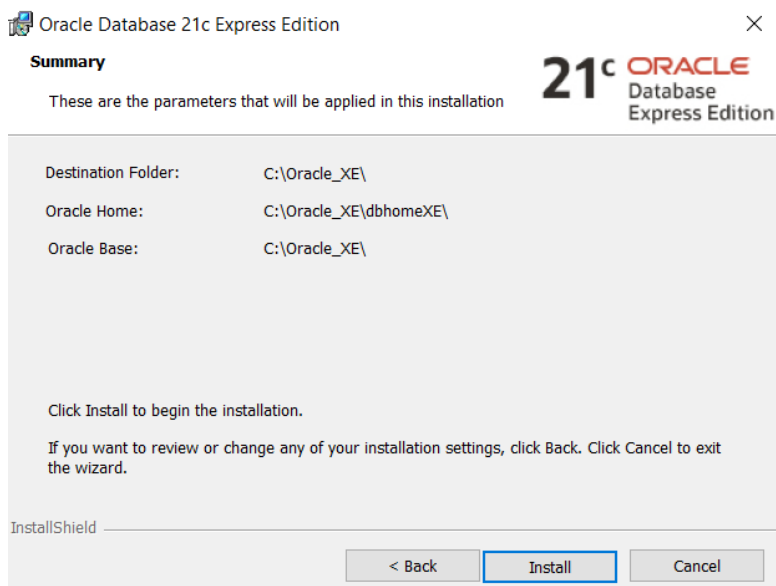 Oracle Database 21c Express Edition
Summary
These are the parameters that will be applied in this installation
21c ORACLE
Database
Express Edition
Destination Folder: C:\Oracle_XE\
Oracle Home: C:\Oracle_XE\dbhomeXE\
Oracle Base: C:\Oracle_XE\
Click Install to begin the installation.
If you want to review or change any of your installation settings, click Back. Click Cancel to exit
the wizard.
InstallShield
< Back Install Cancel